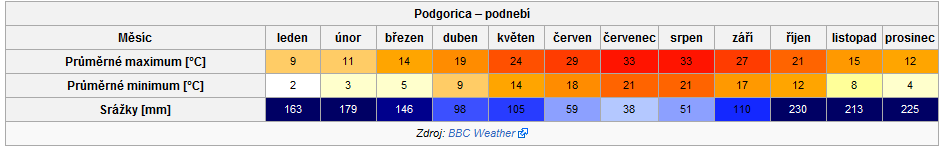 Podgorica – podnebí
Měsíc leden únor březen duben květen červen červenec srpen září říjen listopad prosinec
Průměrné maximum [°C] 9 11 14 19 24 29 33 33 27 21 15 12
Průměrné minimum [°C] 2 3 5 9 14 18 21 21 17 12 8 4
Srážky [mm] 163 179 146 98 105 59 38 51 110 230 213 225
Zdroj: BBC Weather